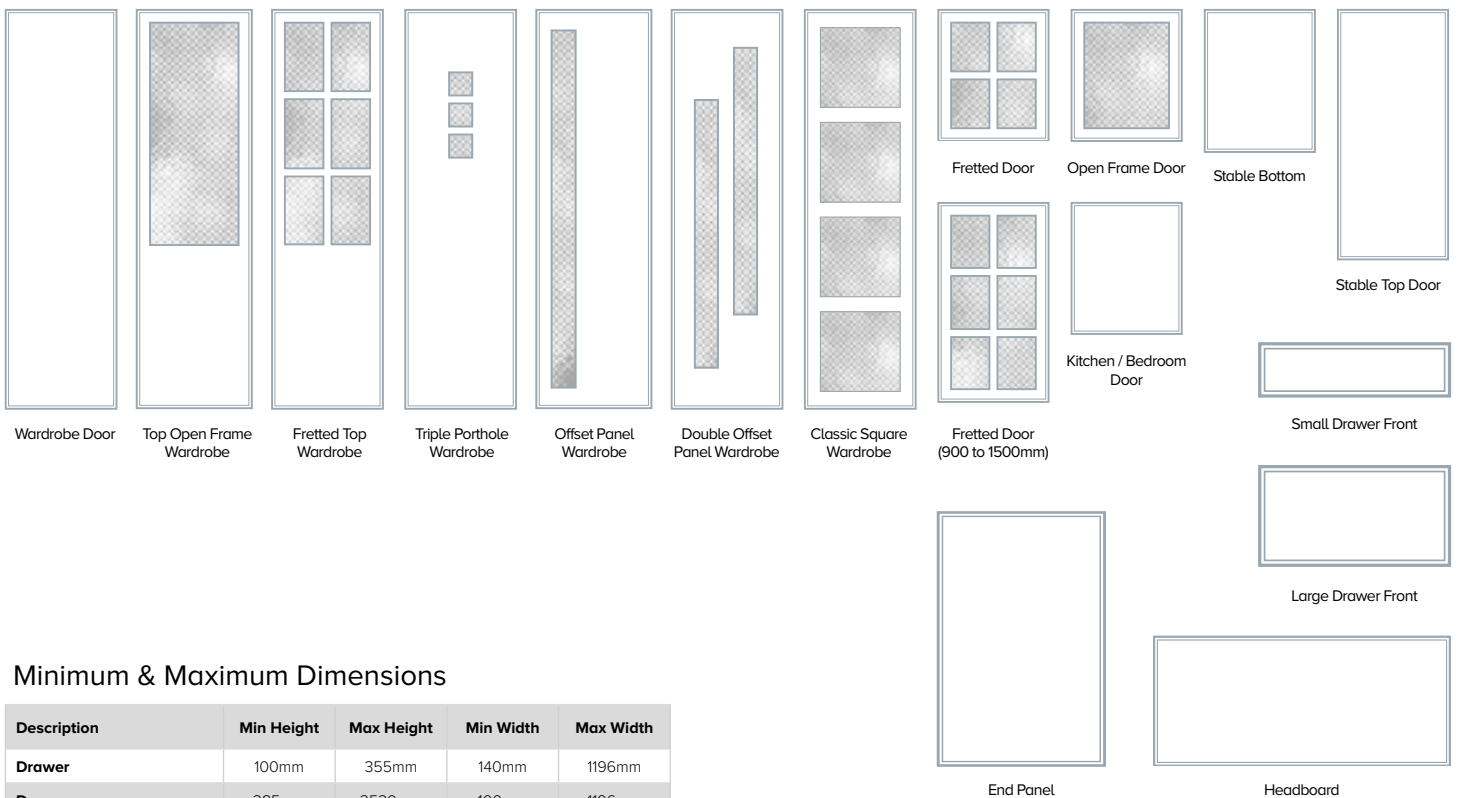 Fretted Door
Open Frame Door
Stable Bottom
Stable Top Door
Kitchen / Bedroom
Door
Small Drawer Front
Wardrobe Door
Top Open Frame
Wardrobe
Fretted Top
Wardrobe
Triple Porthole
Wardrobe
Offset Panel
Wardrobe
Double Offset
Panel Wardrobe
Classic Square
Wardrobe
Fretted Door
(900 to 1500mm)
Large Drawer Front
End Panel
Headboard
Minimum & Maximum Dimensions
Description Min Height Max Height Min Width Max Width
Drawer 100mm 355mm 140mm 1196mm